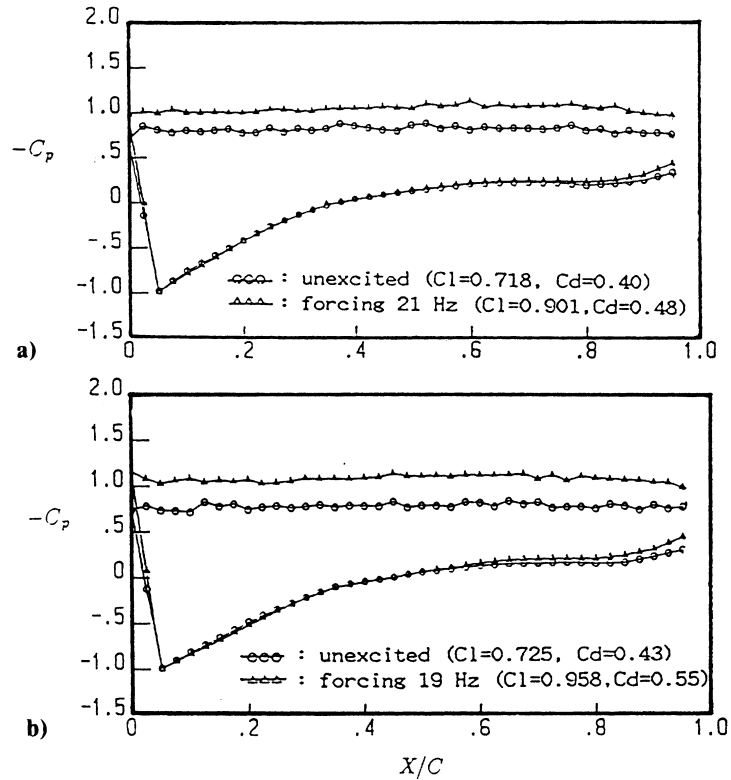 2.0
1.5
1.0
.5
0
-.5
-1.0
-1.5
-Cp
: unexcited (Cl=0.718, Cd=0.40)
: forcing 21 Hz (Cl=0.901,Cd=0.48)
0 .2 .4 .6 .8 1.0
a)
2.0
1.5
1.0
.5
0
-.5
-1.0
-1.5
-Cp
: unexcited (Cl=0.725, Cd=0.43)
: forcing 19 Hz (Cl=0.958,Cd=0.55)
0 .2 .4 .6 .8 1.0
b)
X/C